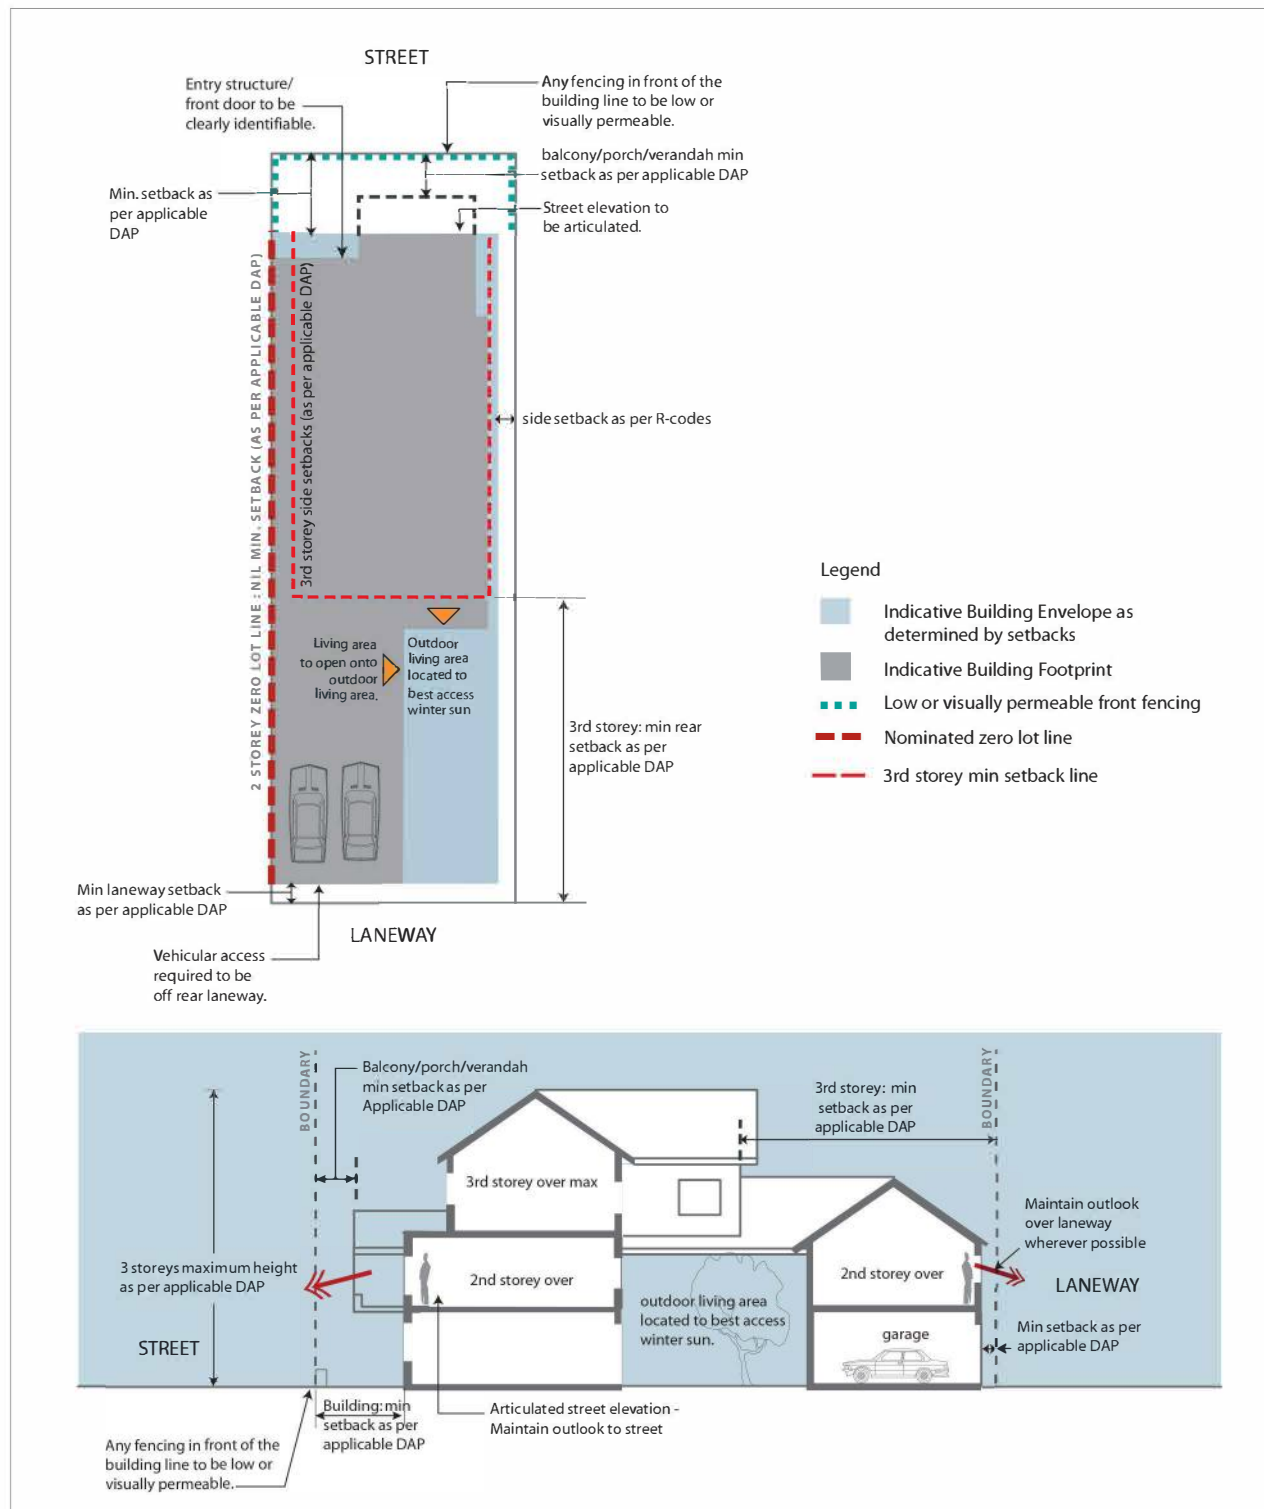 STREET
Entry structure/
front door to be
clearly identifiable.
Any fencing in front of the
building line to be low or
visually permeable.
balcony/porch/verandah min
setback as per applicable DAP
Min. setback as
per applicable
DAP
Street elevation to
be articulated.
2 STOREY ZERO LOT LINE : NIL MIN. SETBACK (AS PER APPLICABLE DAP)
3rd storey side setbacks (as per applicable DAP)
side setback as per R-codes
Living area
to open onto
outdoor
living area.
Outdoor
living area
located to
best access
winter sun
3rd storey: min rear
setback as per
applicable DAP
Legend
Indicative Building Envelope as
determined by setbacks
Indicative Building Footprint
Low or visually permeable front fencing
Nominated zero lot line
3rd storey min setback line
Min laneway setback
as per applicable DAP
LANEWAY
Vehicular access
required to be
off rear laneway.
BOUNDARY
Balcony/porch/verandah
min setback as per
Applicable DAP
3rd storey: min
setback as per
applicable DAP
BOUNDARY
3rd storey over max
Maintain outlook
over laneway
wherever possible
3 storeys maximum height
as per applicable DAP
2nd storey over
2nd storey over
LANEWAY
outdoor living area
located to best access
winter sun.
STREET
garage
Min setback as per
applicable DAP
Building: min
setback as per
applicable DAP
Articulated street elevation -
Maintain outlook to street
Any fencing in front of the
building line to be low or
visually permeable.